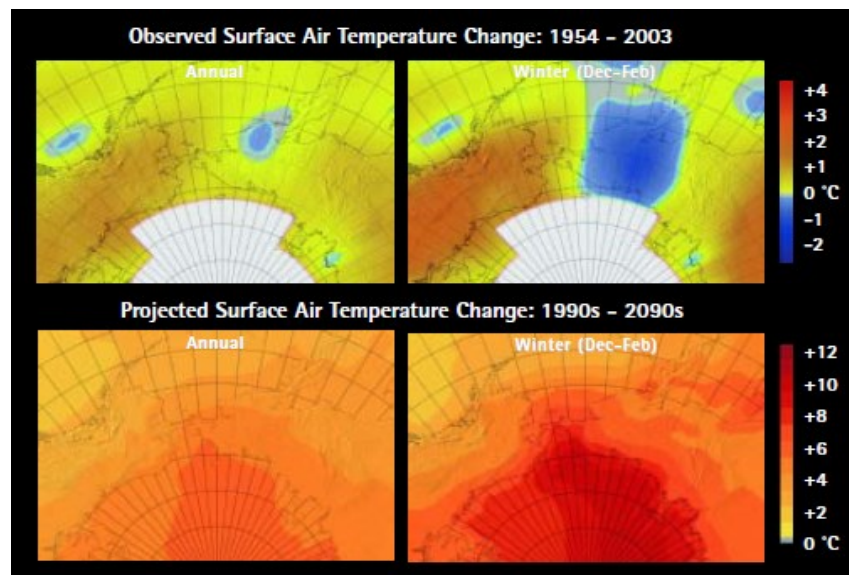 Observed Surface Air Temperature Change: 1954 - 2003
Annual
Winter (Dec-Feb)
+4
+3
+2
+1
0 °C
-1
-2
Projected Surface Air Temperature Change: 1990s - 2090s
Annual
Winter (Dec-Feb)
+12
+10
+8
+6
+4
+2
0 °C